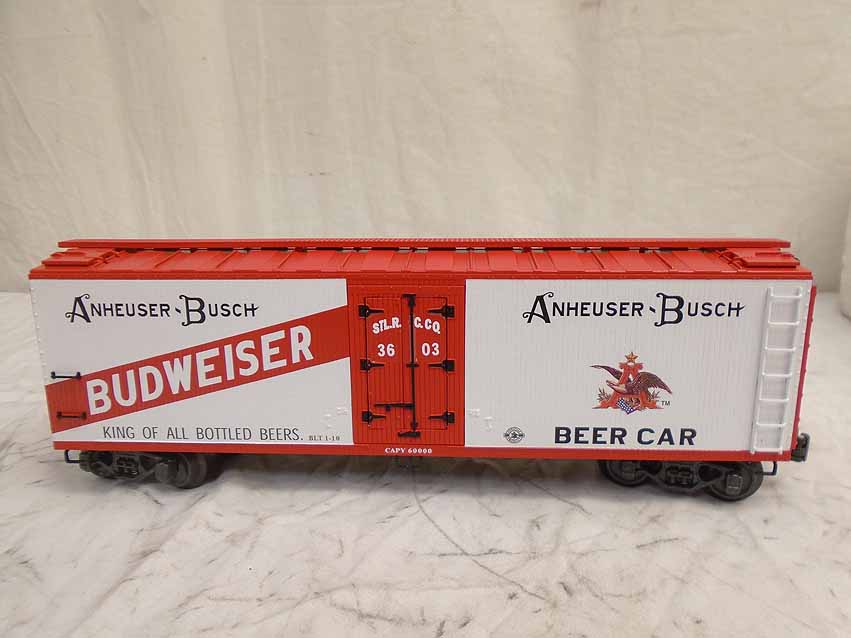 ANHEUSER-BUSCH
BUDWEISER
KING OF ALL BOTTLED BEERS.
BLT 1-10
STL.R. C.CO.
36 03
CAPY 60000
ANHEUSER-BUSCH
TM
BEER CAR